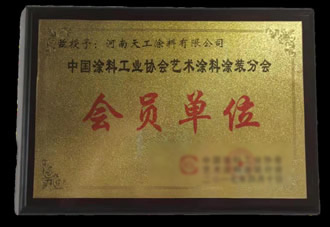 兹授予：河南天工涂料有限公司
中国涂料工业协会艺术涂料涂装分会
会员单位